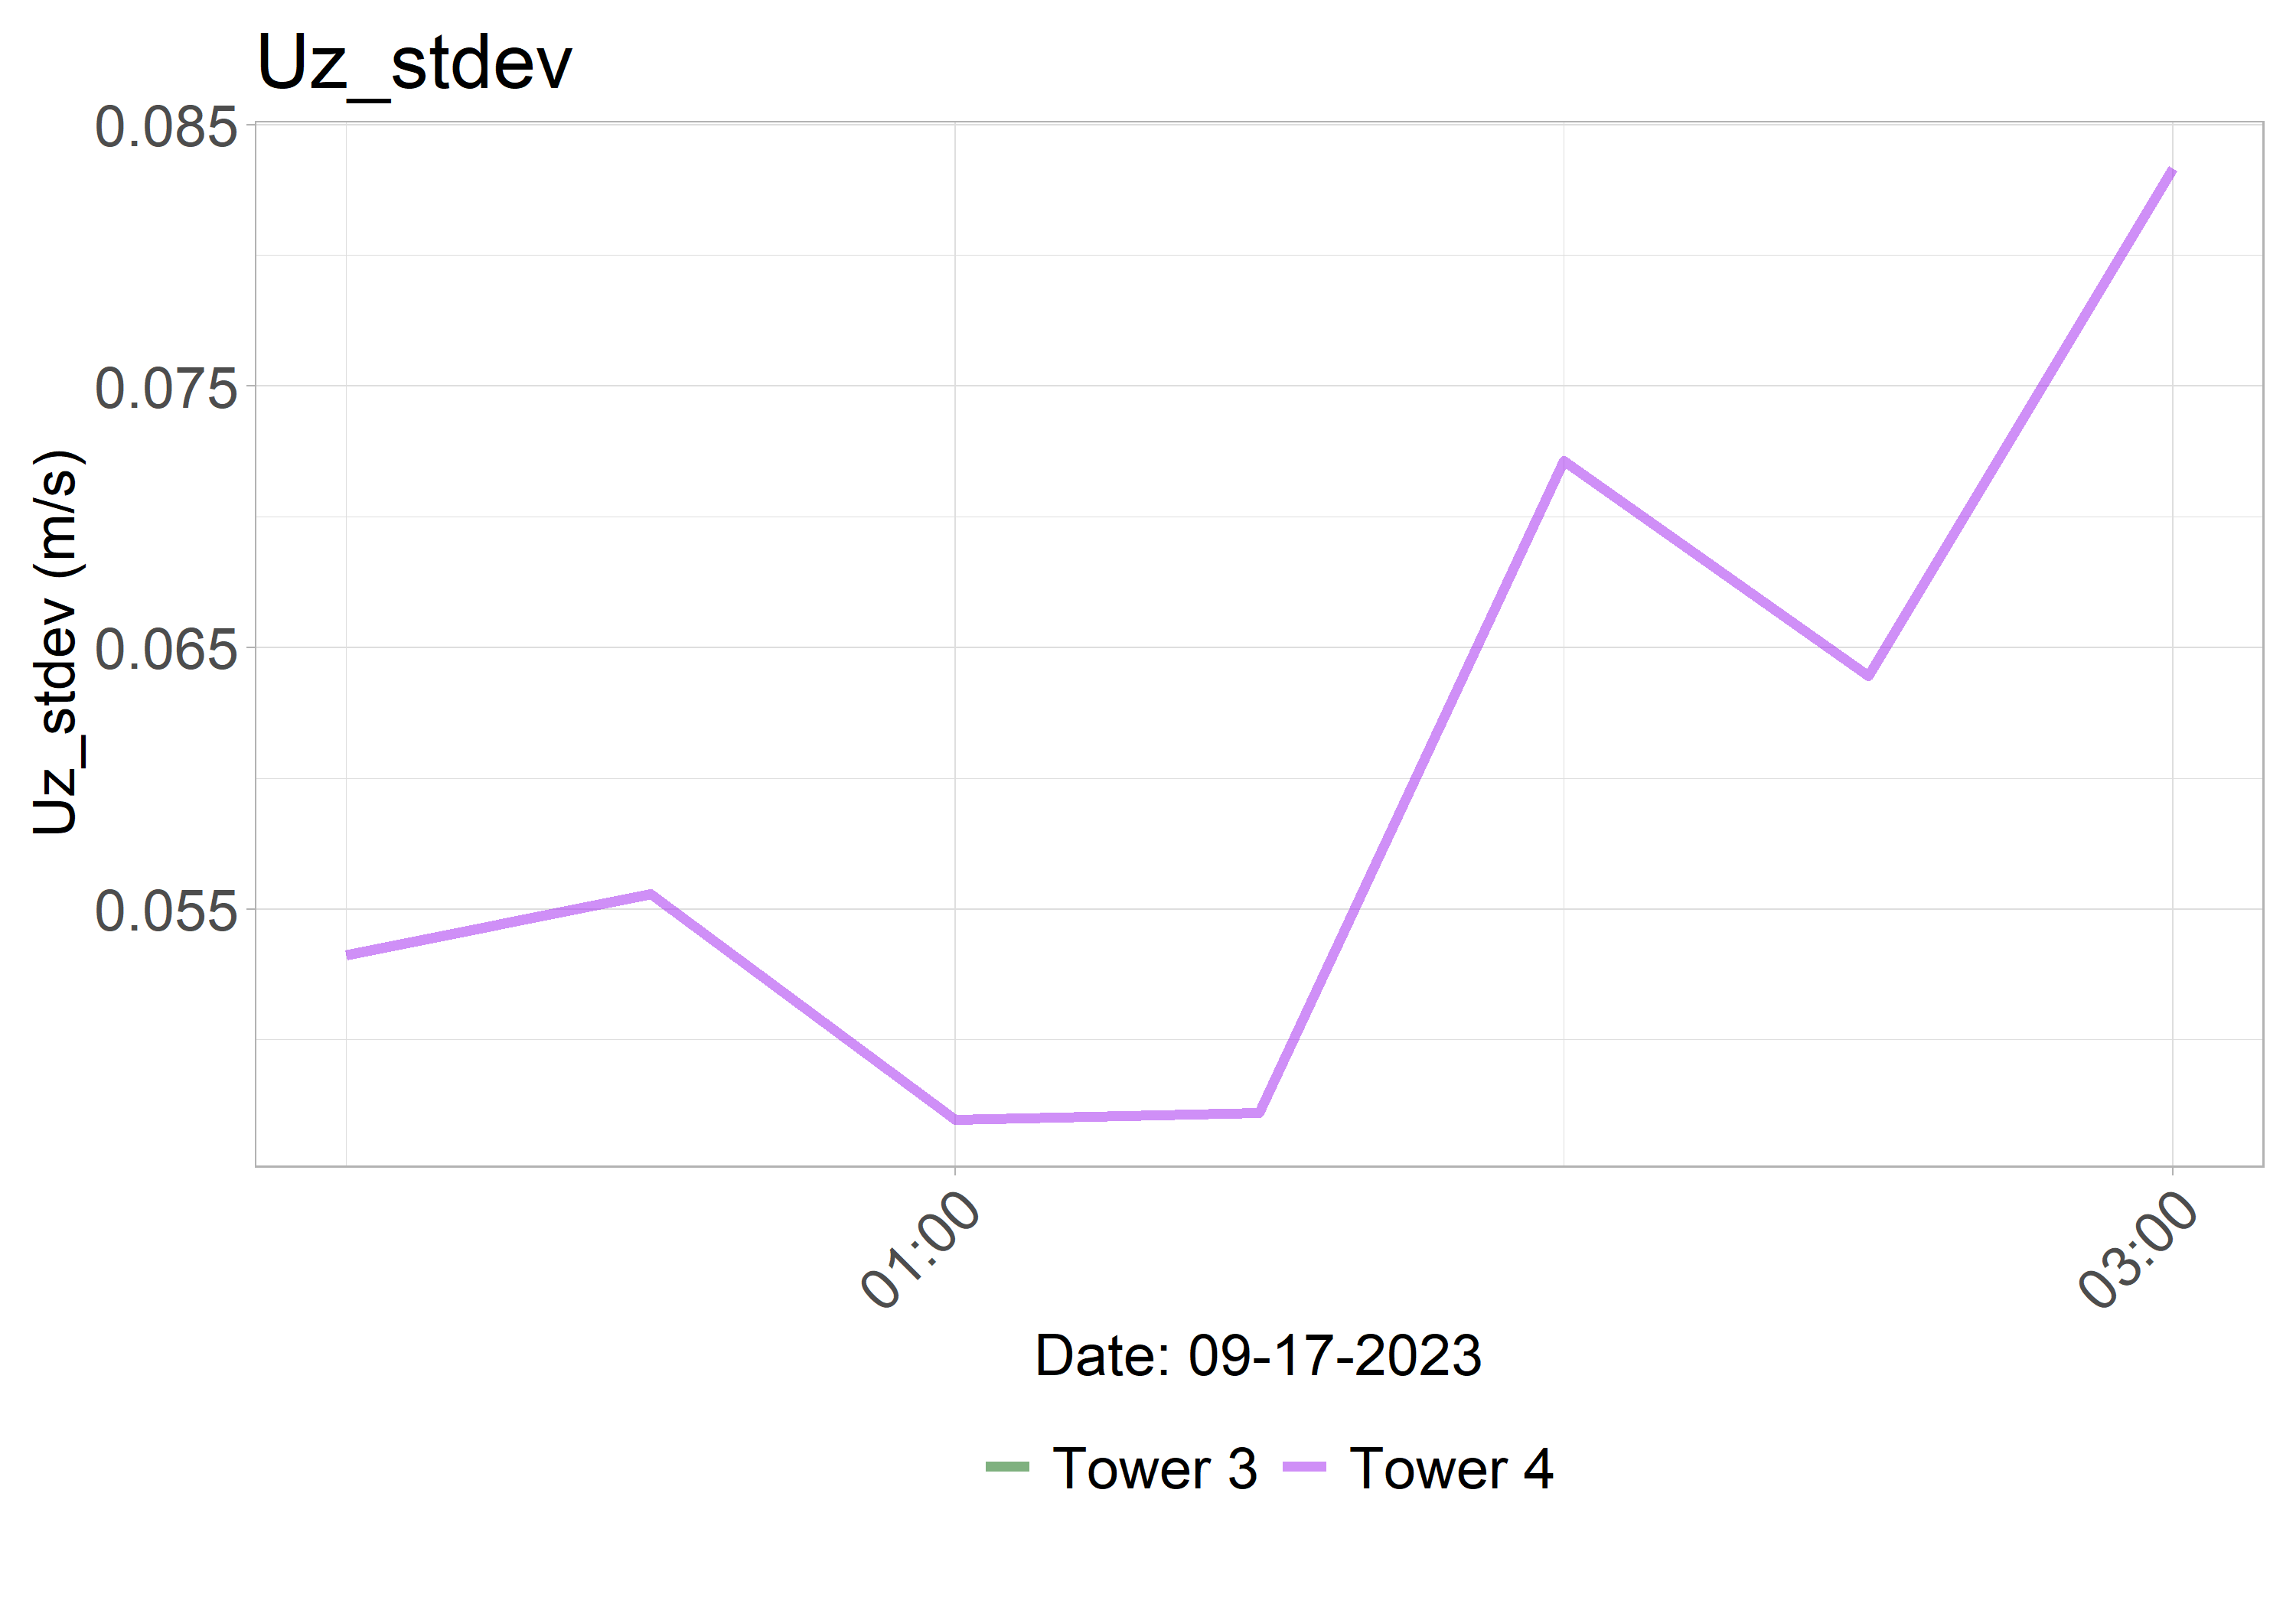 Uz_stdev
Uz_stdev (m/s)
0.085
0.075
0.065
0.055
01:00
03:00
Date: 09-17-2023
Tower 3
Tower 4